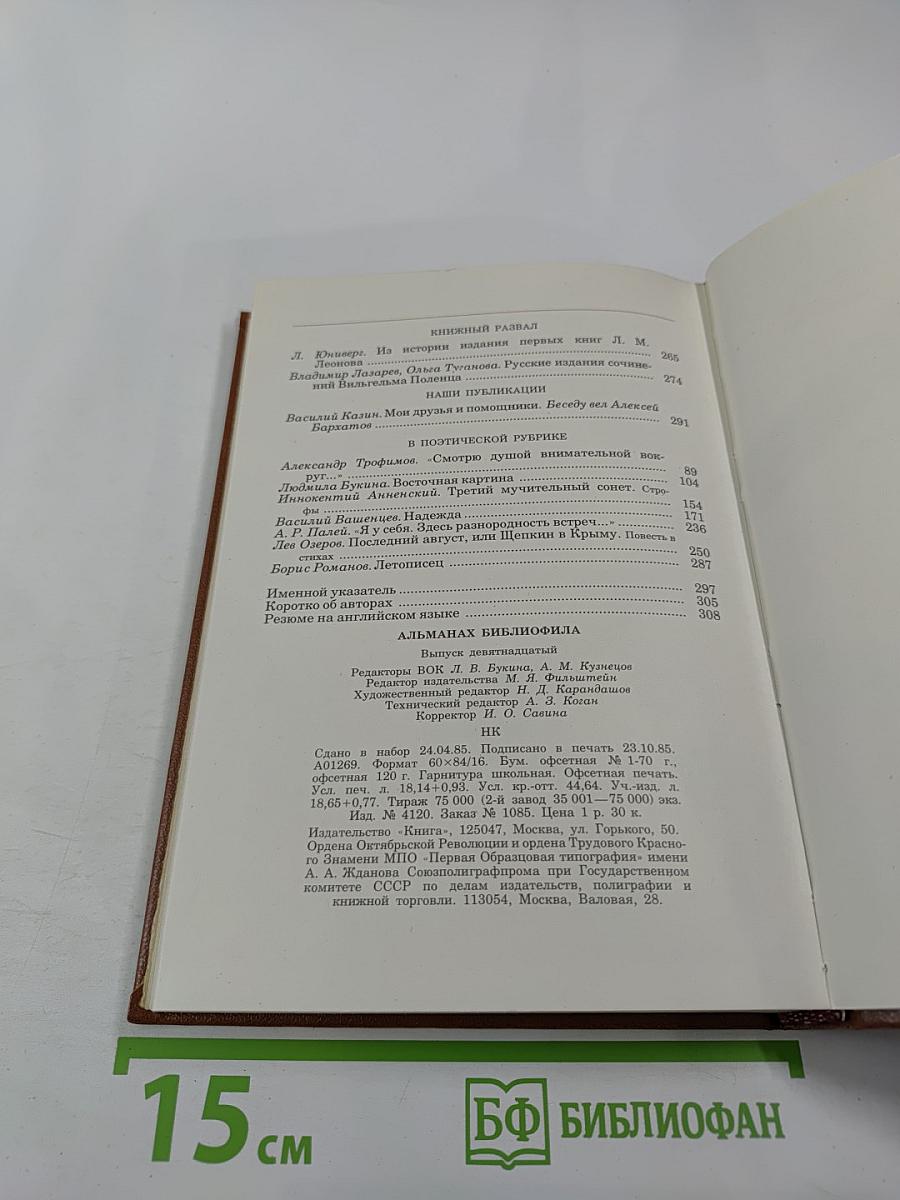 КНИЖНЫЙ РАЗВАЛ
Л. Юниверг. Из истории издания первых книг Л. М.
Леонова ........ 265
Владимир Лазарев, Ольга Туганова. Русские издания сочине-
ний Вильгельма Поленца ........ 274
НАШИ ПУБЛИКАЦИИ
Василий Казин. Мои друзья и помощники. Беседу вел Алексей
Бархатов ........ 291
В ПОЭТИЧЕСКОЙ РУБРИКЕ
Александр Трофимов. «Смотрю душой внимательной вок-
руг...» ........ 89
Людмила Букина. Восточная картина ........ 104
Иннокентий Анненский. Третий мучительный сонет. Стро-
фы ........ 154
Василий Вашенцев. Надежда ........ 171
А. Р. Палей. «Я у себя. Здесь разнородность встреч...» ........ 236
Лев Озеров. Последний август, или Щепкин в Крыму. Повесть в
стихах ........ 250
Борис Романов. Летописец ........ 287
Именной указатель ........ 297
Коротко об авторах ........ 305
Резюме на английском языке ........ 308
АЛЬМАНАХ БИБЛИОФИЛА
Выпуск девятнадцатый
Редакторы ВОК Л. В. Букина, А. М. Кузнецов
Редактор издательства М. Я. Фильштейн
Художественный редактор Н. Д. Карандашов
Технический редактор А. З. Коган
Корректор И. О. Савина
НК
Сдано в набор 24.04.85. Подписано в печать 23.10.85.
А01269. Формат 60×84/16. Бум. офсетная № 1-70 г.,
офсетная 120 г. Гарнитура школьная. Офсетная печать.
Усл. печ. л. 18,14+0,93. Усл. кр.-отт. 44,64. Уч.-изд. л.
18,65+0,77. Тираж 75 000 (2-й завод 35 001—75 000) экз.
Изд. № 4120. Заказ № 1085. Цена 1 р. 30 к.
Издательство «Книга», 125047, Москва, ул. Горького, 50.
Ордена Октябрьской Революции и ордена Трудового Красно-
го Знамени МПО «Первая Образцовая типография» имени
А. А. Жданова Союзполиграфпрома при Государственном
комитете СССР по делам издательств, полиграфии и
книжной торговли. 113054, Москва, Валовая, 28.
15 см
БФ БИБЛИОФАН